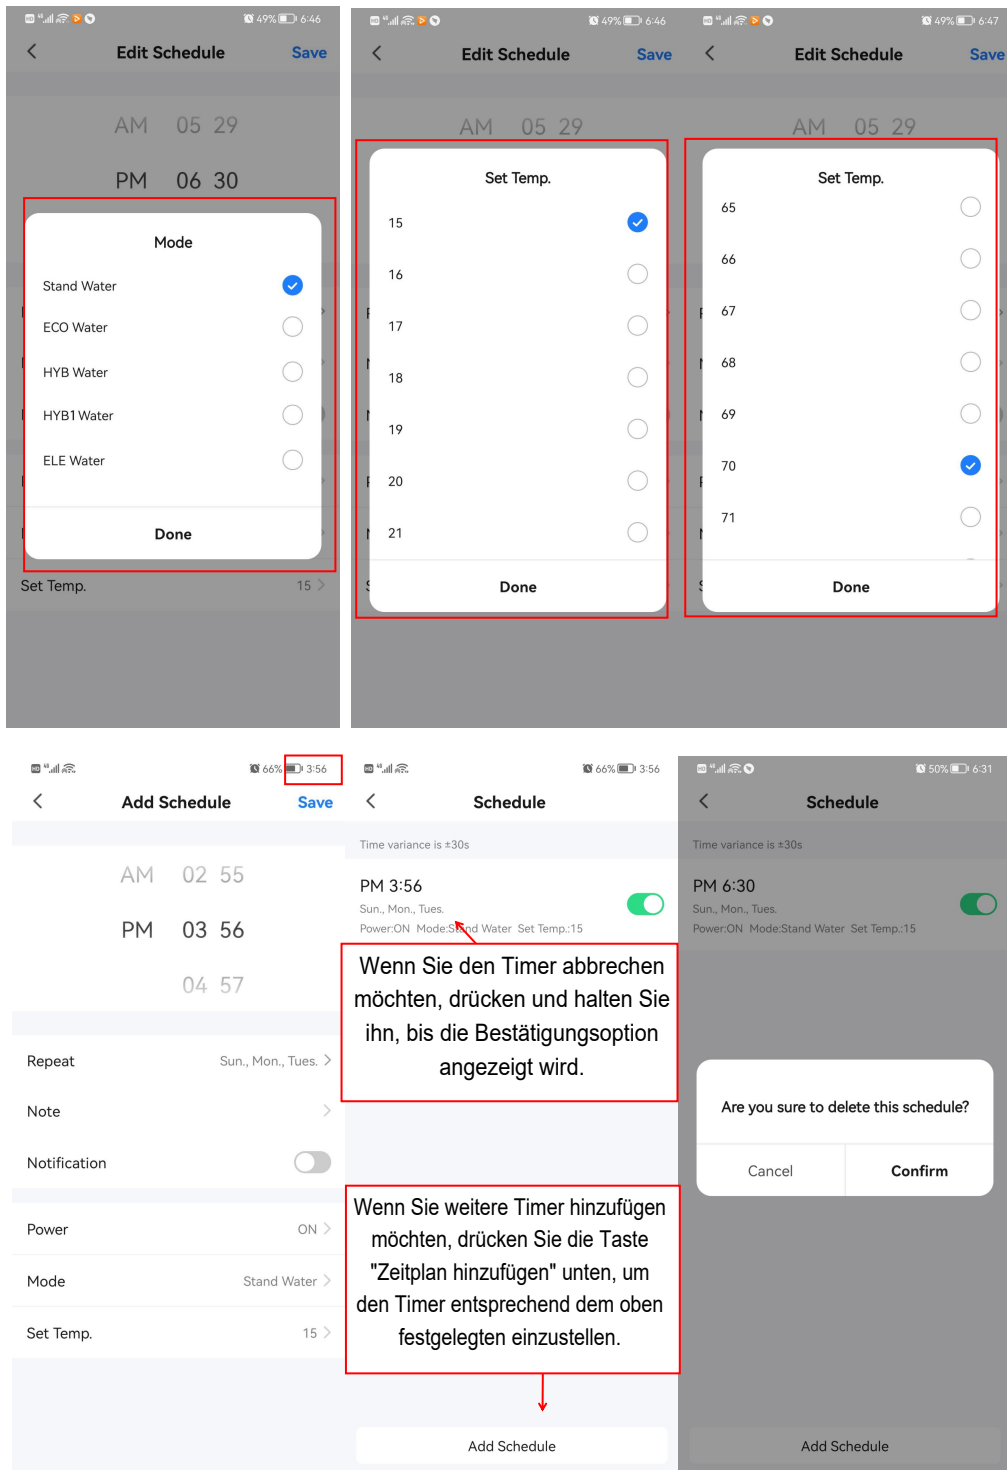 49% 6:46
Edit Schedule Save
AM 05 29
PM 06 30
Mode
Stand Water
ECO Water
HYB Water
HYB1 Water
ELE Water
Done
Set Temp. 15
49% 6:46
Edit Schedule Save
AM 05 29
Set Temp.
15
16
17
18
19
20
21
Done
49% 6:47
Edit Schedule Save
AM 05 29
Set Temp.
65
66
67
68
69
70
71
Done
66% 3:56
Add Schedule Save
AM 02 55
PM 03 56
04 57
Repeat Sun., Mon., Tues.
Note
Notification
Power ON
Mode Stand Water
Set Temp. 15
66% 3:56
Schedule
Time variance is ±30s
PM 3:56
Sun., Mon., Tues.
Power:ON Mode:Stand Water Set Temp.:15
Wenn Sie den Timer abbrechen
möchten, drücken und halten Sie
ihn, bis die Bestätigungsoption
angezeigt wird.
Wenn Sie weitere Timer hinzufügen
möchten, drücken Sie die Taste
"Zeitplan hinzufügen" unten, um
den Timer entsprechend dem oben
festgelegten einzustellen.
Add Schedule
50% 6:31
Schedule
Time variance is ±30s
PM 6:30
Sun., Mon., Tues.
Power:ON Mode:Stand Water Set Temp.:15
Are you sure to delete this schedule?
Cancel Confirm
Add Schedule